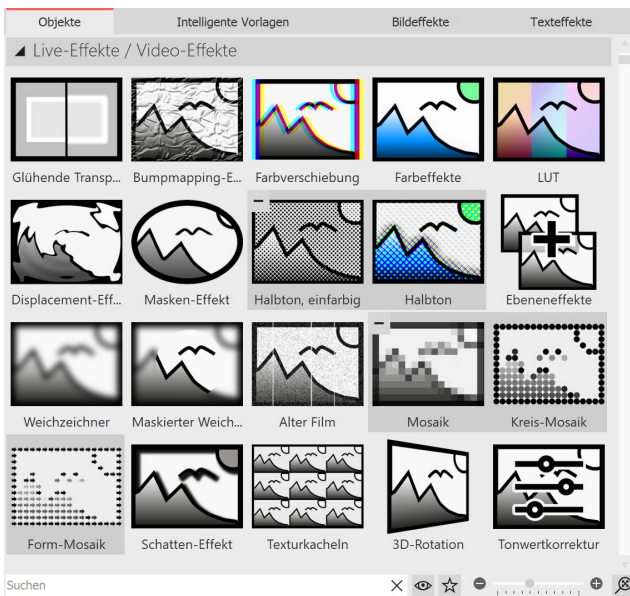 Objekte Intelligente Vorlagen Bildeffekte Texteffekte
Live-Effekte / Video-Effekte
Glühende Transp... Bumpmapping-E... Farbverschiebung Farbeffekte LUT
Displacement-Eff... Masken-Effekt Halbton, einfarbig Halbton Ebeneneffekte
Weichzeichner Maskierter Weich... Alter Film Mosaik Kreis-Mosaik
Form-Mosaik Schatten-Effekt Texturkacheln 3D-Rotation Tonwertkorrektur
Suchen